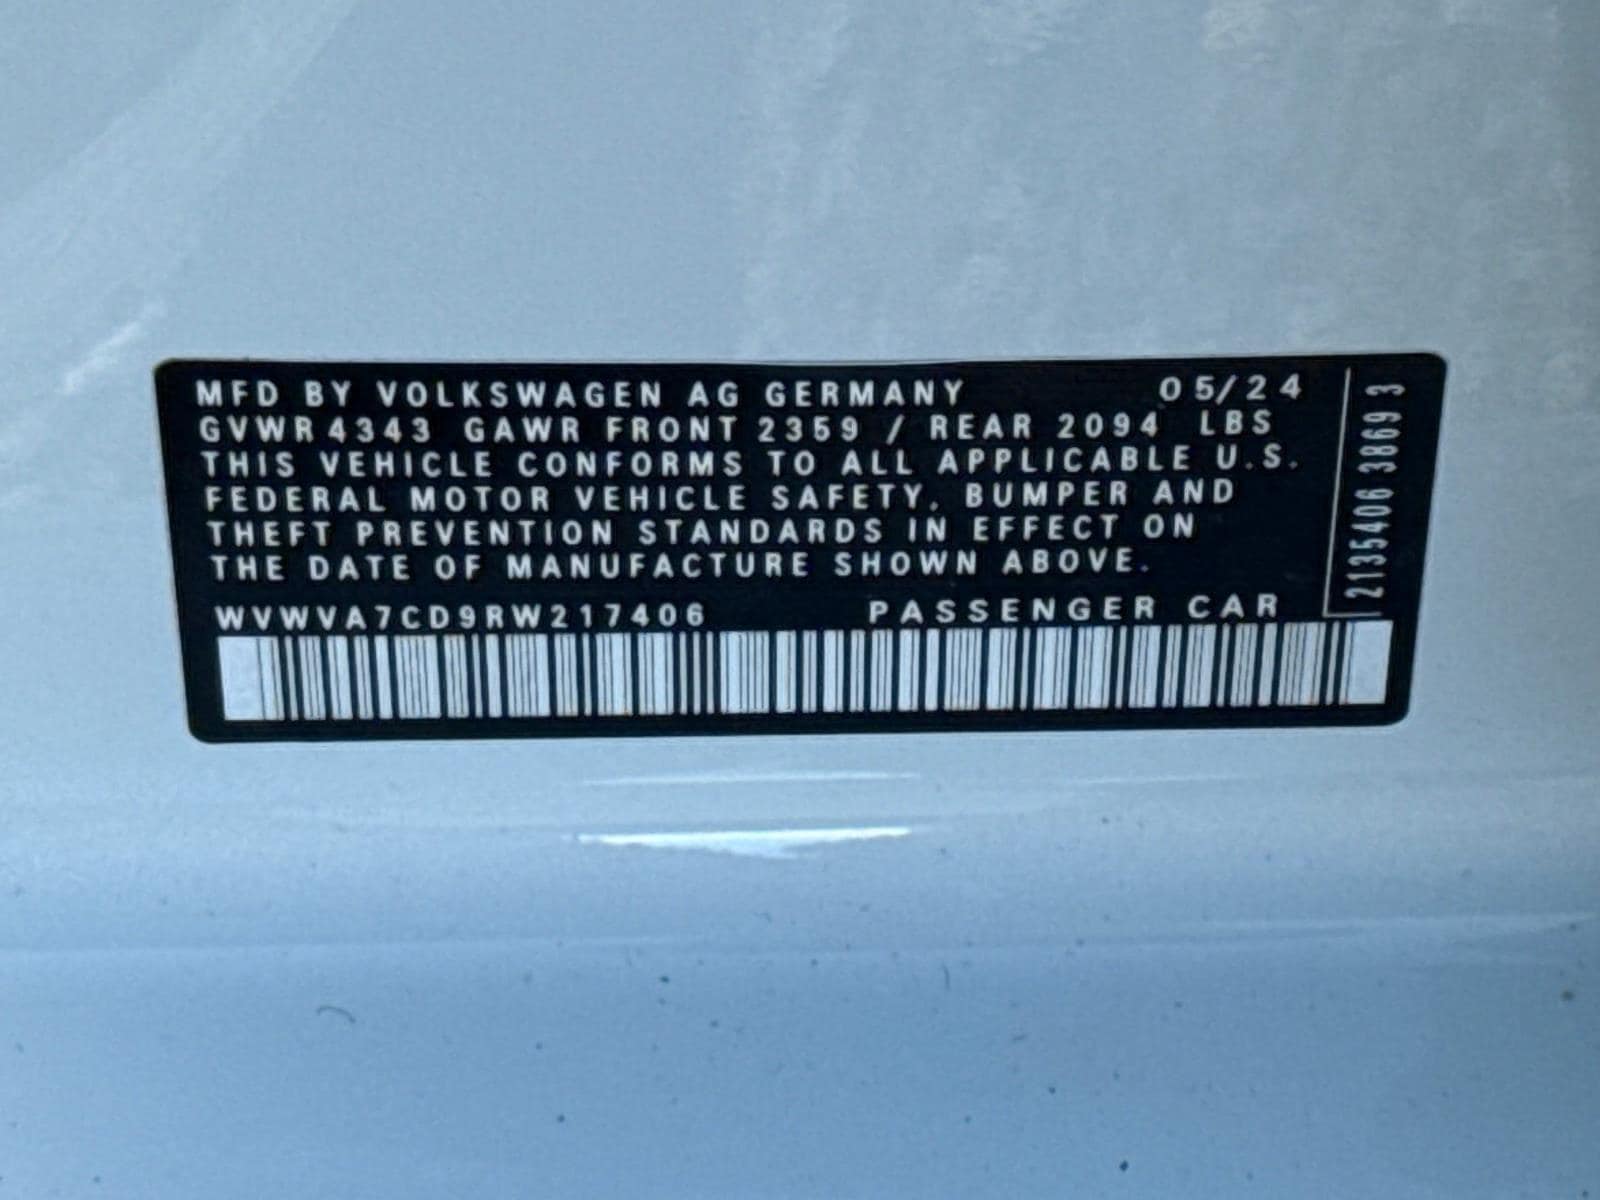 MFD BY VOLKSWAGEN AG GERMANY 05/24
GVWR 4343 GAWR FRONT 2359 / REAR 2094 LBS
THIS VEHICLE CONFORMS TO ALL APPLICABLE U.S.
FEDERAL MOTOR VEHICLE SAFETY, BUMPER AND
THEFT PREVENTION STANDARDS IN EFFECT ON
THE DATE OF MANUFACTURE SHOWN ABOVE.
WVWVA7CD9RW217406 PASSENGER CAR
2135406 3869 3